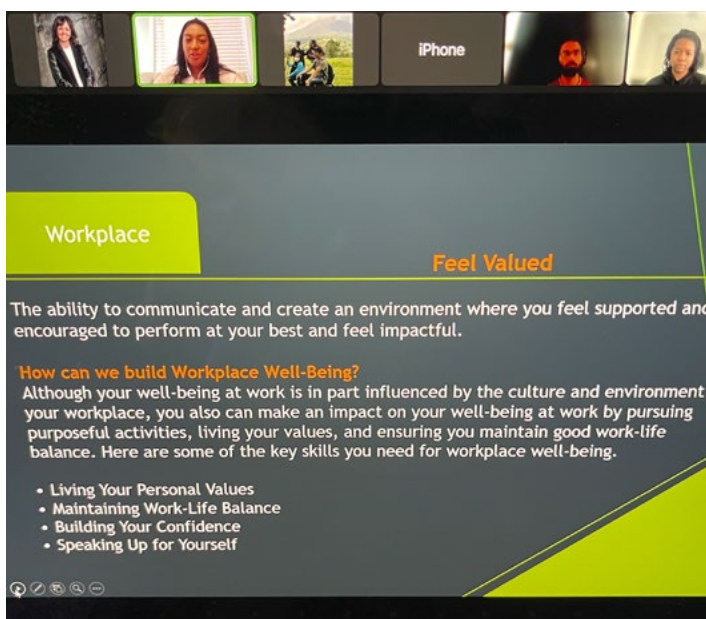 iPhone
Workplace
Feel Valued
The ability to communicate and create an environment where you feel supported and
encouraged to perform at your best and feel impactful.
How can we build Workplace Well-Being?
Although your well-being at work is in part influenced by the culture and environment
your workplace, you also can make an impact on your well-being at work by pursuing
purposeful activities, living your values, and ensuring you maintain good work-life
balance. Here are some of the key skills you need for workplace well-being.
• Living Your Personal Values
• Maintaining Work-Life Balance
• Building Your Confidence
• Speaking Up for Yourself